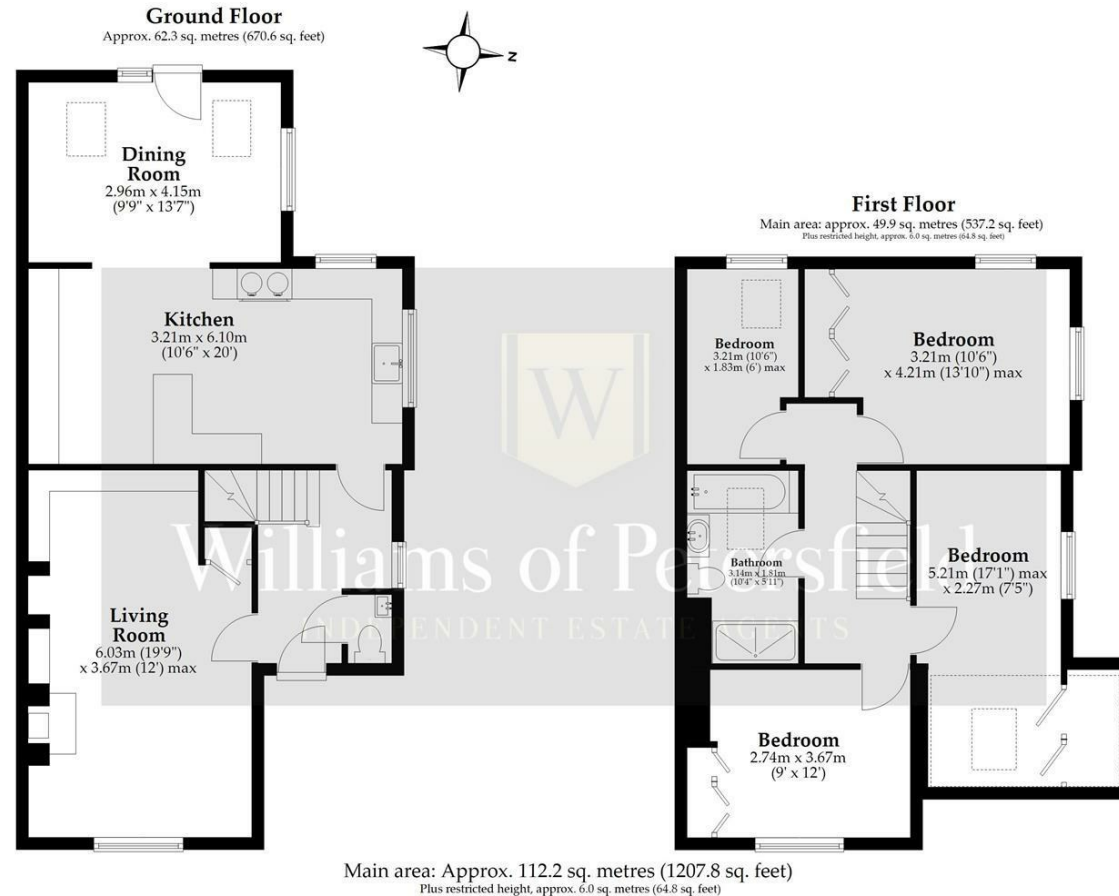 Ground Floor
Approx. 62.3 sq. metres (670.6 sq. feet)
N
Dining
Room
2.96m x 4.15m
(9'9" x 13'7")
Kitchen
3.21m x 6.10m
(10'6" x 20')
Living
Room
6.03m (19'9")
x 3.67m (12') max
First Floor
Main area: approx. 49.9 sq. metres (537.2 sq. feet)
Plus restricted height, approx. 6.0 sq. metres (64.8 sq. feet)
Bedroom
3.21m (10'6")
x 1.83m (6') max
Bedroom
3.21m (10'6")
x 4.21m (13'10") max
Bathroom
3.14m x 1.81m
(10'4" x 5'11")
Bedroom
5.21m (17'1") max
x 2.27m (7'5")
Bedroom
2.74m x 3.67m
(9' x 12')
W
Williams of Petersfield
INDEPENDENT ESTATE AGENTS
Main area: Approx. 112.2 sq. metres (1207.8 sq. feet)
Plus restricted height, approx. 6.0 sq. metres (64.8 sq. feet)